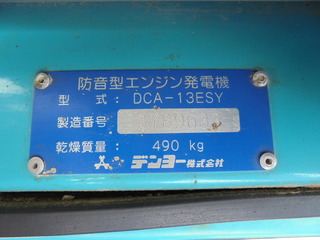 防音型エンジン発電機
型 式 : DCA-13ESY
製造番号
乾燥質量: 490 kg
デンヨー株式会社